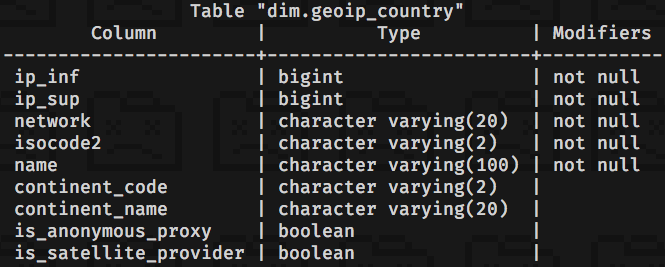 Table "dim.geoip_country"
Column | Type | Modifiers
-----------------------+------------------------+-----------
ip_inf | bigint | not null
ip_sup | bigint | not null
network | character varying(20) | not null
isocode2 | character varying(2) | not null
name | character varying(100) | not null
continent_code | character varying(2) |
continent_name | character varying(20) |
is_anonymous_proxy | boolean |
is_satellite_provider | boolean |